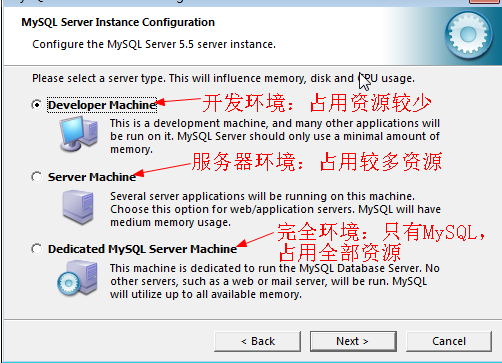 MySQL Server Instance Configuration
Configure the MySQL Server 5.5 server instance.
Please select a server type. This will influence memory, disk and CPU usage.
Developer Machine
开发环境：占用资源较少
This is a development machine, and many other applications will
be run on it. MySQL Server should only use a minimal amount of
memory.
Server Machine
服务器环境：占用较多资源
Several server applications will be running on this machine.
Choose this option for web/application servers. MySQL will have
medium memory usage.
Dedicated MySQL Server Machine
完全环境：只有MySQL，
占用全部资源
This machine is dedicated to run the MySQL Database Server. No
other servers, such as a web or mail server, will be run. MySQL
will utilize up to all available memory.
< Back
Next >
Cancel